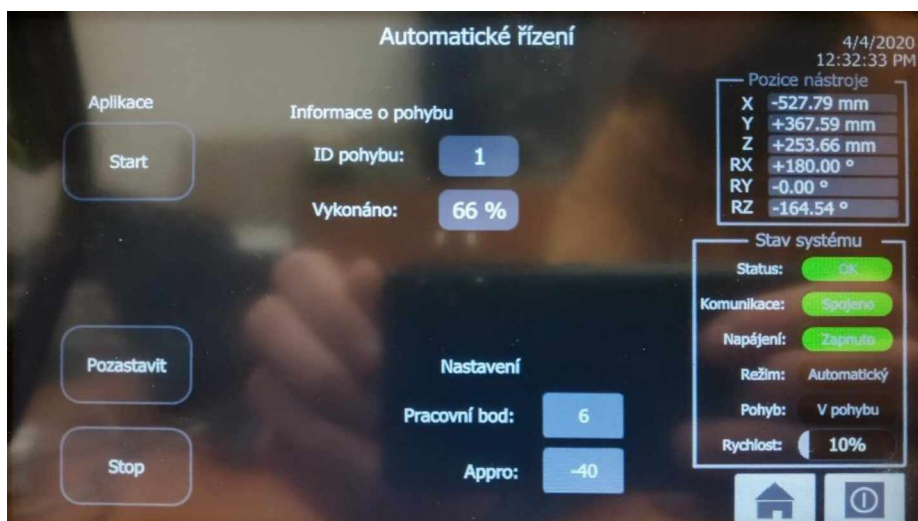 Automatické řízení
4/4/2020
12:32:33 PM
Aplikace
Start
Pozastavit
Stop
Informace o pohybu
ID pohybu: 1
Vykonáno: 66 %
Nastavení
Pracovní bod: 6
Appro: -40
Pozice nástroje
X -527.79 mm
Y +367.59 mm
Z +253.66 mm
RX +180.00 °
RY -0.00 °
RZ -164.54 °
Stav systému
Status: OK
Komunikace: Spojeno
Napájení: Zapnuto
Režim: Automatický
Pohyb: V pohybu
Rychlost: 10%